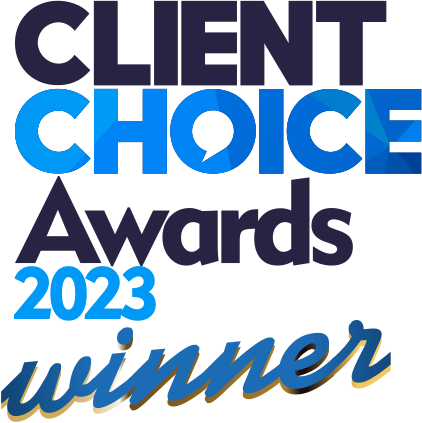 CLIENT
CHOICE
Awards
2023
winner